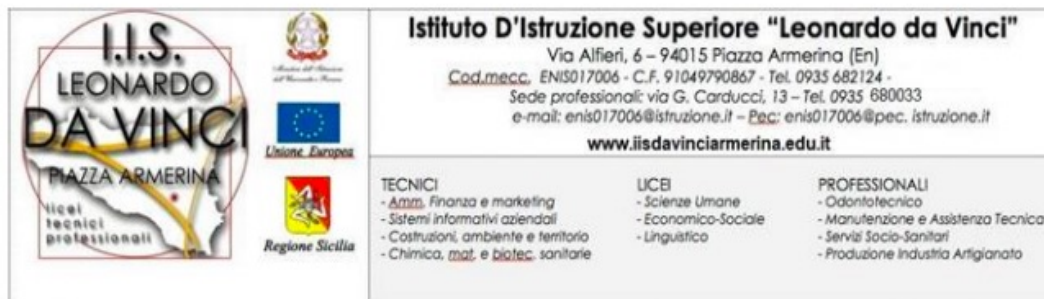 I.I.S.
LEONARDO
DA VINCI
PIAZZA ARMERINA
licei
tecnici
professionali
Unione Europea
Regione Sicilia
Istituto D'Istruzione Superiore "Leonardo da Vinci"
Via Alfieri, 6 – 94015 Piazza Armerina (En)
Cod.mecc. ENIS017006 - C.F. 91049790867 - Tel. 0935 682124 -
Sede professionali: via G. Carducci, 13 – Tel. 0935 680033
e-mail: enis017006@istruzione.it – Pec: enis017006@pec. istruzione.it
www.iisdavinciarmerina.edu.it
TECNICI
- Amm. Finanza e marketing
- Sistemi informativi aziendali
- Costruzioni, ambiente e territorio
- Chimica, mat. e biotec. sanitarie
LICEI
- Scienze Umane
- Economico-Sociale
- Linguistico
PROFESSIONALI
- Odontotecnico
- Manutenzione e Assistenza Tecnica
- Servizi Socio-Sanitari
- Produzione Industria Artigianato